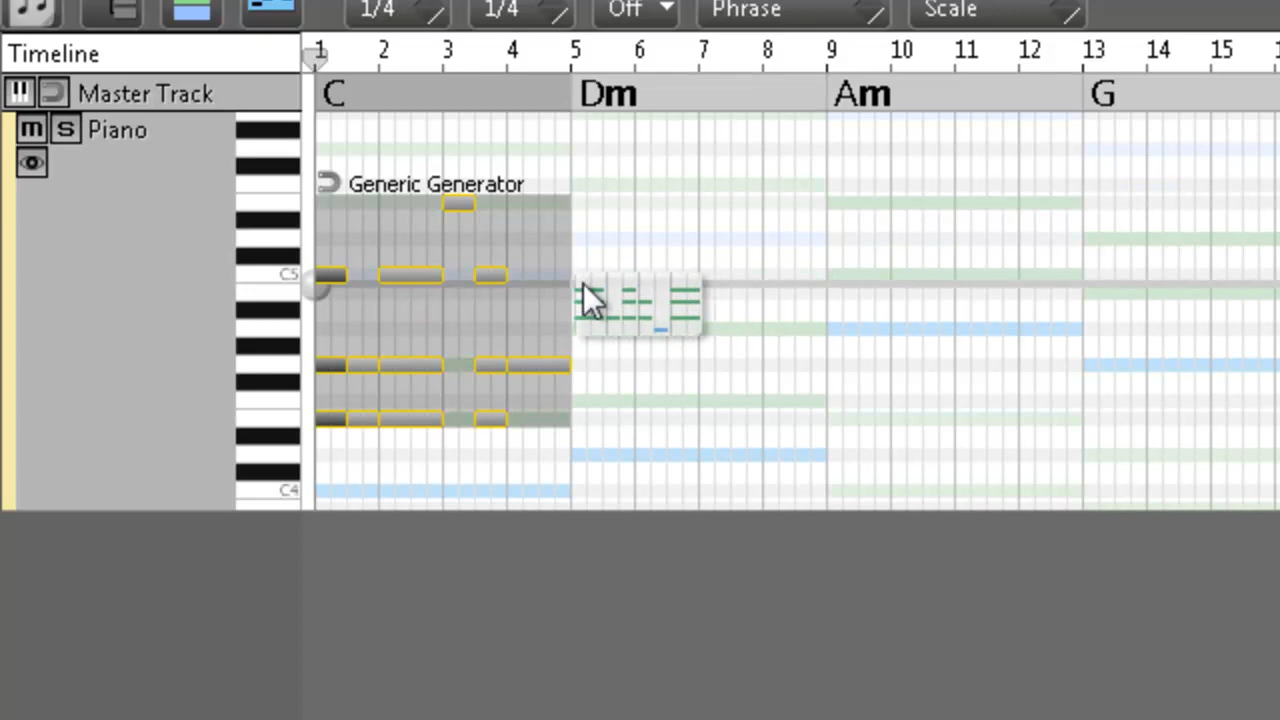 1/4 1/4 Off Phrase Scale
Timeline 1 2 3 4 5 6 7 8 9 10 11 12 13 14 15
Master Track C Dm Am G
m S Piano
Generic Generator
C5
C4